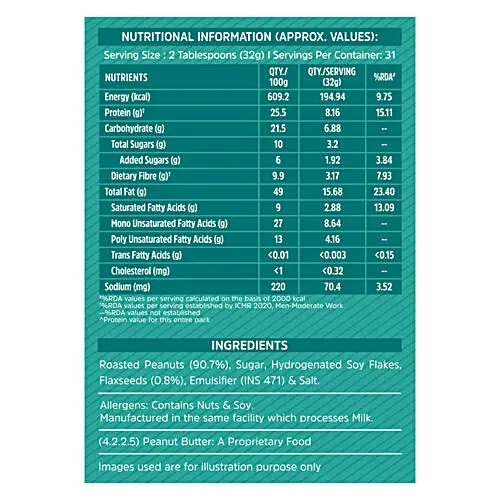 NUTRITIONAL INFORMATION (APPROX. VALUES):
Serving Size : 2 Tablespoons (32g) I Servings Per Container: 31
NUTRIENTS QTY./100g QTY./SERVING (32g) %RDA#
Energy (kcal) 609.2 194.94 9.75
Protein (g)† 25.5 8.16 15.11
Carbohydrate (g) 21.5 6.88 --
Total Sugars (g) 10 3.2 --
Added Sugars (g) 6 1.92 3.84
Dietary Fibre (g)† 9.9 3.17 7.93
Total Fat (g) 49 15.68 23.40
Saturated Fatty Acids (g) 9 2.88 13.09
Mono Unsaturated Fatty Acids (g) 27 8.64 --
Poly Unsaturated Fatty Acids (g) 13 4.16 --
Trans Fatty Acids (g) <0.01 <0.003 <0.15
Cholesterol (mg) <1 <0.32 --
Sodium (mg) 220 70.4 3.52
#%RDA values per serving calculated on the basis of 2000 kcal
†%RDA values per serving established by ICMR 2020, Men-Moderate Work
--%RDA values not established
^Protein value for this entire pack
INGREDIENTS
Roasted Peanuts (90.7%), Sugar, Hydrogenated Soy Flakes,
Flaxseeds (0.8%), Emulsifier (INS 471) & Salt.
Allergens: Contains Nuts & Soy.
Manufactured in the same facility which processes Milk.
(4.2.2.5) Peanut Butter: A Proprietary Food
Images used are for illustration purpose only